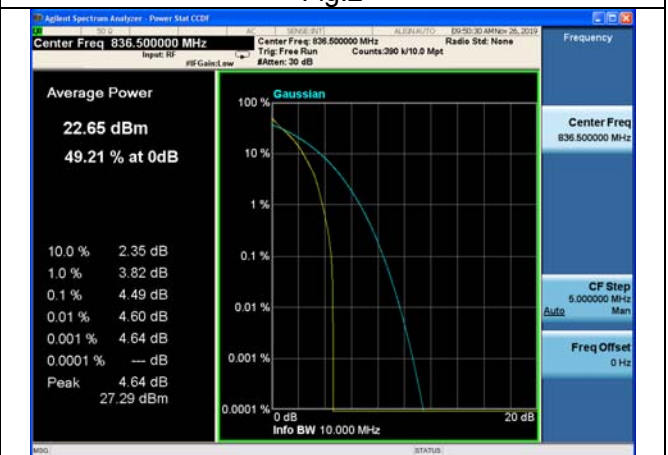 Fig.2
Agilent Spectrum Analyzer - Power Stat CCDF
50 Ω
AC
SENSE:INT
ALIGN AUTO
09:50:30 AM Nov 26, 2019
Center Freq 836.500000 MHz
Center Freq: 836.500000 MHz
Radio Std: None
Input: RF
Trig: Free Run
Counts:390 k/10.0 Mpt
#IFGain:Low
#Atten: 30 dB
Frequency
Average Power
22.65 dBm
49.21 % at 0dB
10.0 % 2.35 dB
1.0 % 3.82 dB
0.1 % 4.49 dB
0.01 % 4.60 dB
0.001 % 4.64 dB
0.0001 % --- dB
Peak 4.64 dB
27.29 dBm
Gaussian
100 %
10 %
1 %
0.1 %
0.01 %
0.001 %
0.0001 %
0 dB
20 dB
Info BW 10.000 MHz
Center Freq
836.500000 MHz
CF Step
5.000000 MHz
Auto Man
Freq Offset
0 Hz
MSG
STATUS